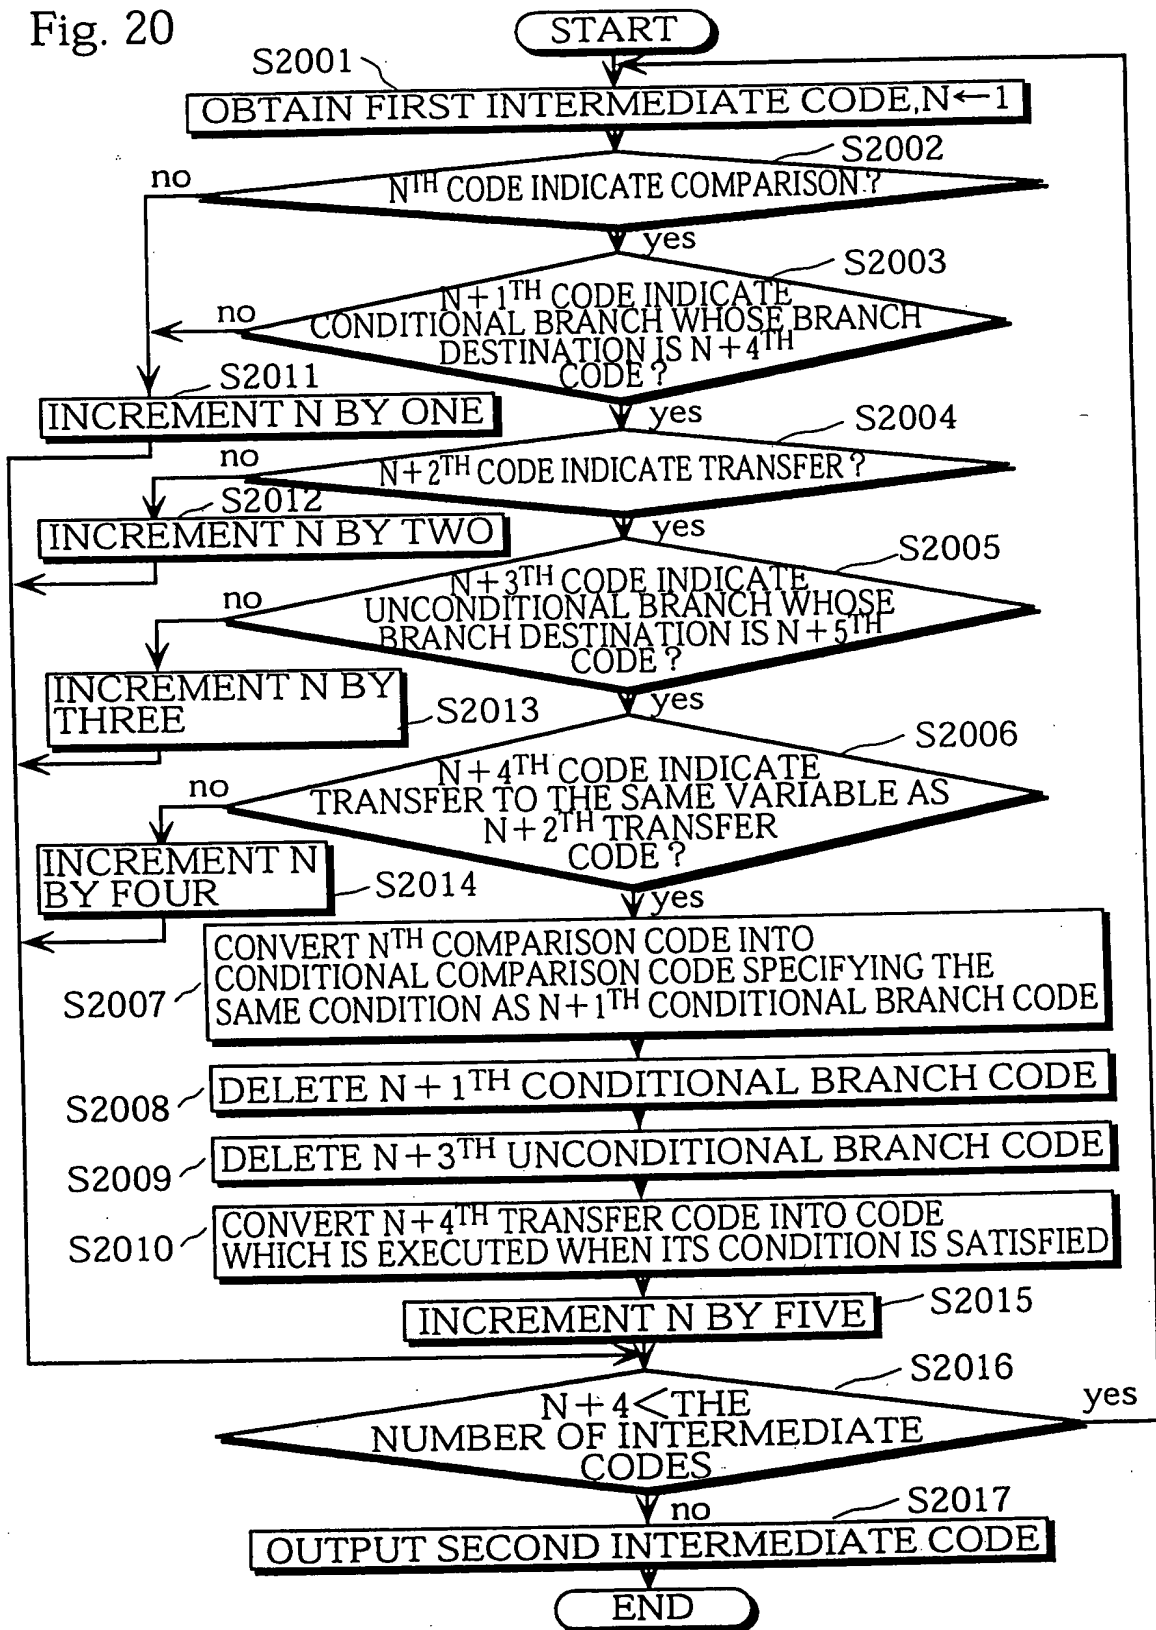 Fig. 20
START
S2001
OBTAIN FIRST INTERMEDIATE CODE,N←1
S2002
NTH CODE INDICATE COMPARISON?
no
yes
S2003
N+1TH CODE INDICATE
CONDITIONAL BRANCH WHOSE BRANCH
DESTINATION IS N+4TH
CODE?
no
yes
S2011
INCREMENT N BY ONE
S2004
N+2TH CODE INDICATE TRANSFER?
no
yes
S2012
INCREMENT N BY TWO
S2005
N+3TH CODE INDICATE
UNCONDITIONAL BRANCH WHOSE
BRANCH DESTINATION IS N+5TH
CODE?
no
yes
INCREMENT N BY
THREE
S2013
S2006
N+4TH CODE INDICATE
TRANSFER TO THE SAME VARIABLE AS
N+2TH TRANSFER
CODE?
no
yes
INCREMENT N
BY FOUR
S2014
CONVERT NTH COMPARISON CODE INTO
CONDITIONAL COMPARISON CODE SPECIFYING THE
SAME CONDITION AS N+1TH CONDITIONAL BRANCH CODE
S2007
DELETE N+1TH CONDITIONAL BRANCH CODE
S2008
DELETE N+3TH UNCONDITIONAL BRANCH CODE
S2009
CONVERT N+4TH TRANSFER CODE INTO CODE
WHICH IS EXECUTED WHEN ITS CONDITION IS SATISFIED
S2010
INCREMENT N BY FIVE
S2015
S2016
N+4<THE
NUMBER OF INTERMEDIATE
CODES
yes
no
S2017
OUTPUT SECOND INTERMEDIATE CODE
END